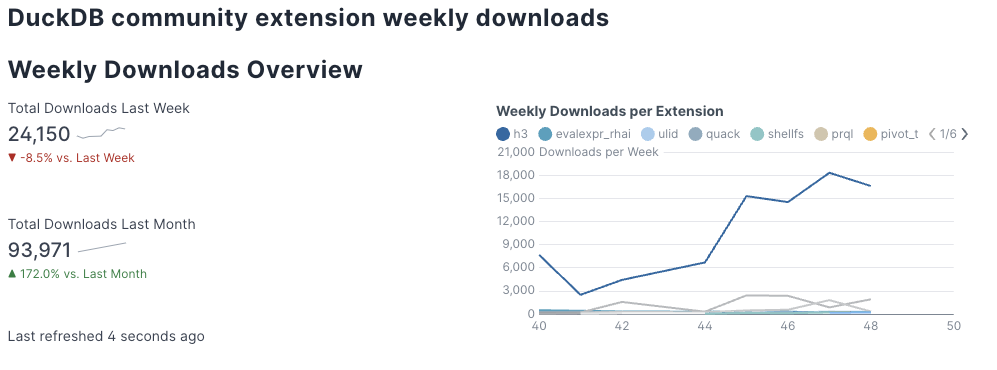 DuckDB community extension weekly downloads
Weekly Downloads Overview
Total Downloads Last Week
24,150
▼ -8.5% vs. Last Week
Total Downloads Last Month
93,971
▲ 172.0% vs. Last Month
Last refreshed 4 seconds ago
Weekly Downloads per Extension
h3 evalexpr_rhai ulid quack shellfs prql pivot_t 1/6
21,000 Downloads per Week
18,000
15,000
12,000
9,000
6,000
3,000
0
40 42 44 46 48 50